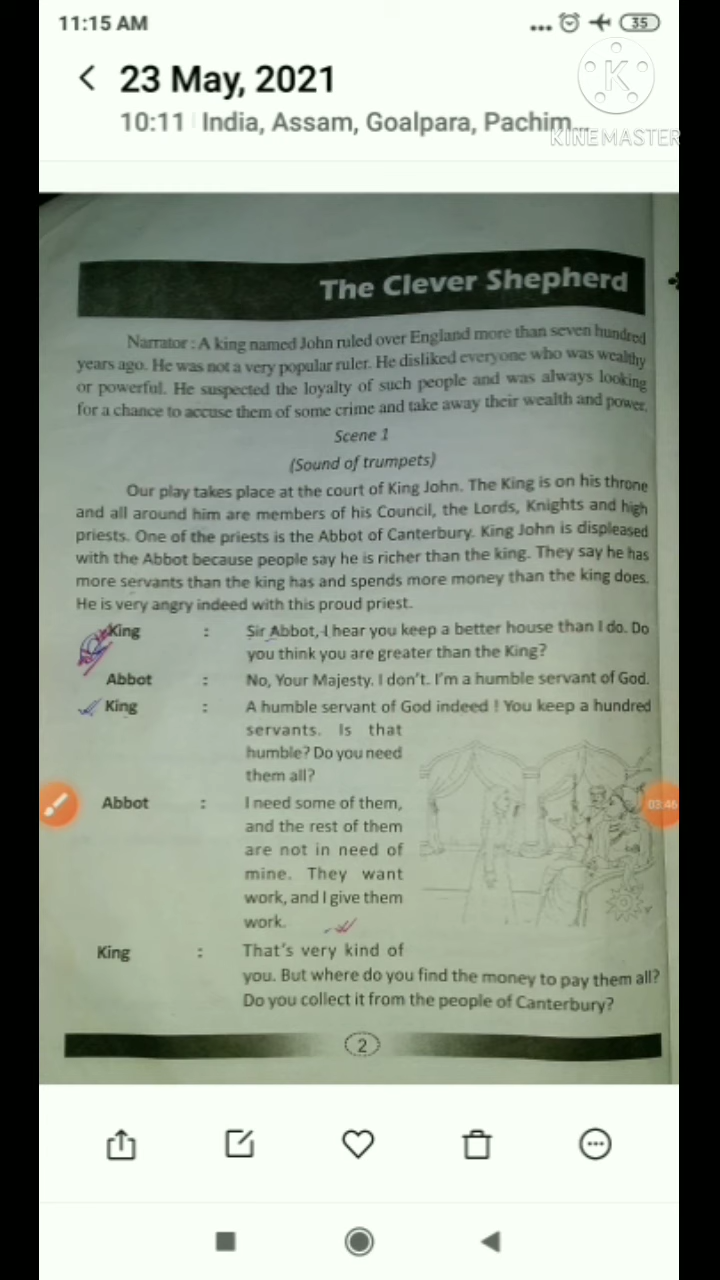 11:15 AM
35
23 May, 2021
10:11 India, Assam, Goalpara, Pachim...
K
KINEMASTER
The Clever Shepherd
Narrator : A king named John ruled over England more than seven hundred
years ago. He was not a very popular ruler. He disliked everyone who was wealthy
or powerful. He suspected the loyalty of such people and was always looking
for a chance to accuse them of some crime and take away their wealth and power.
Scene 1
(Sound of trumpets)
Our play takes place at the court of King John. The King is on his throne
and all around him are members of his Council, the Lords, Knights and high
priests. One of the priests is the Abbot of Canterbury. King John is displeased
with the Abbot because people say he is richer than the king. They say he has
more servants than the king has and spends more money than the king does.
He is very angry indeed with this proud priest.
King : Sir Abbot, I hear you keep a better house than I do. Do
you think you are greater than the King?
Abbot : No, Your Majesty. I don't. I'm a humble servant of God.
King : A humble servant of God indeed ! You keep a hundred
servants. Is that
humble? Do you need
them all?
Abbot : I need some of them,
and the rest of them
are not in need of
mine. They want
work, and I give them
work.
King : That's very kind of
you. But where do you find the money to pay them all?
Do you collect it from the people of Canterbury?
03:46
2